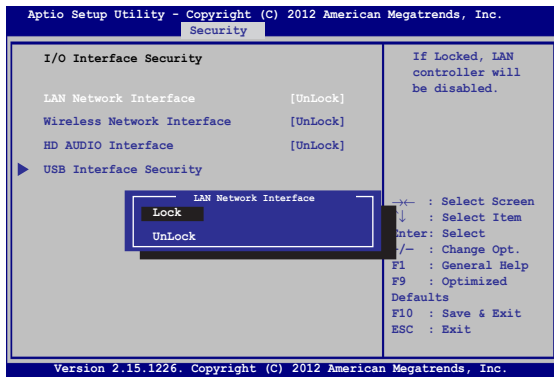 Aptio Setup Utility - Copyright (C) 2012 American Megatrends, Inc.
Security
I/O Interface Security
LAN Network Interface [UnLock]
Wireless Network Interface [UnLock]
HD AUDIO Interface [UnLock]
USB Interface Security
LAN Network Interface
Lock
UnLock
If Locked, LAN
controller will
be disabled.
→← : Select Screen
↓ : Select Item
Enter: Select
/— : Change Opt.
F1 : General Help
F9 : Optimized
Defaults
F10 : Save & Exit
ESC : Exit
Version 2.15.1226. Copyright (C) 2012 American Megatrends, Inc.